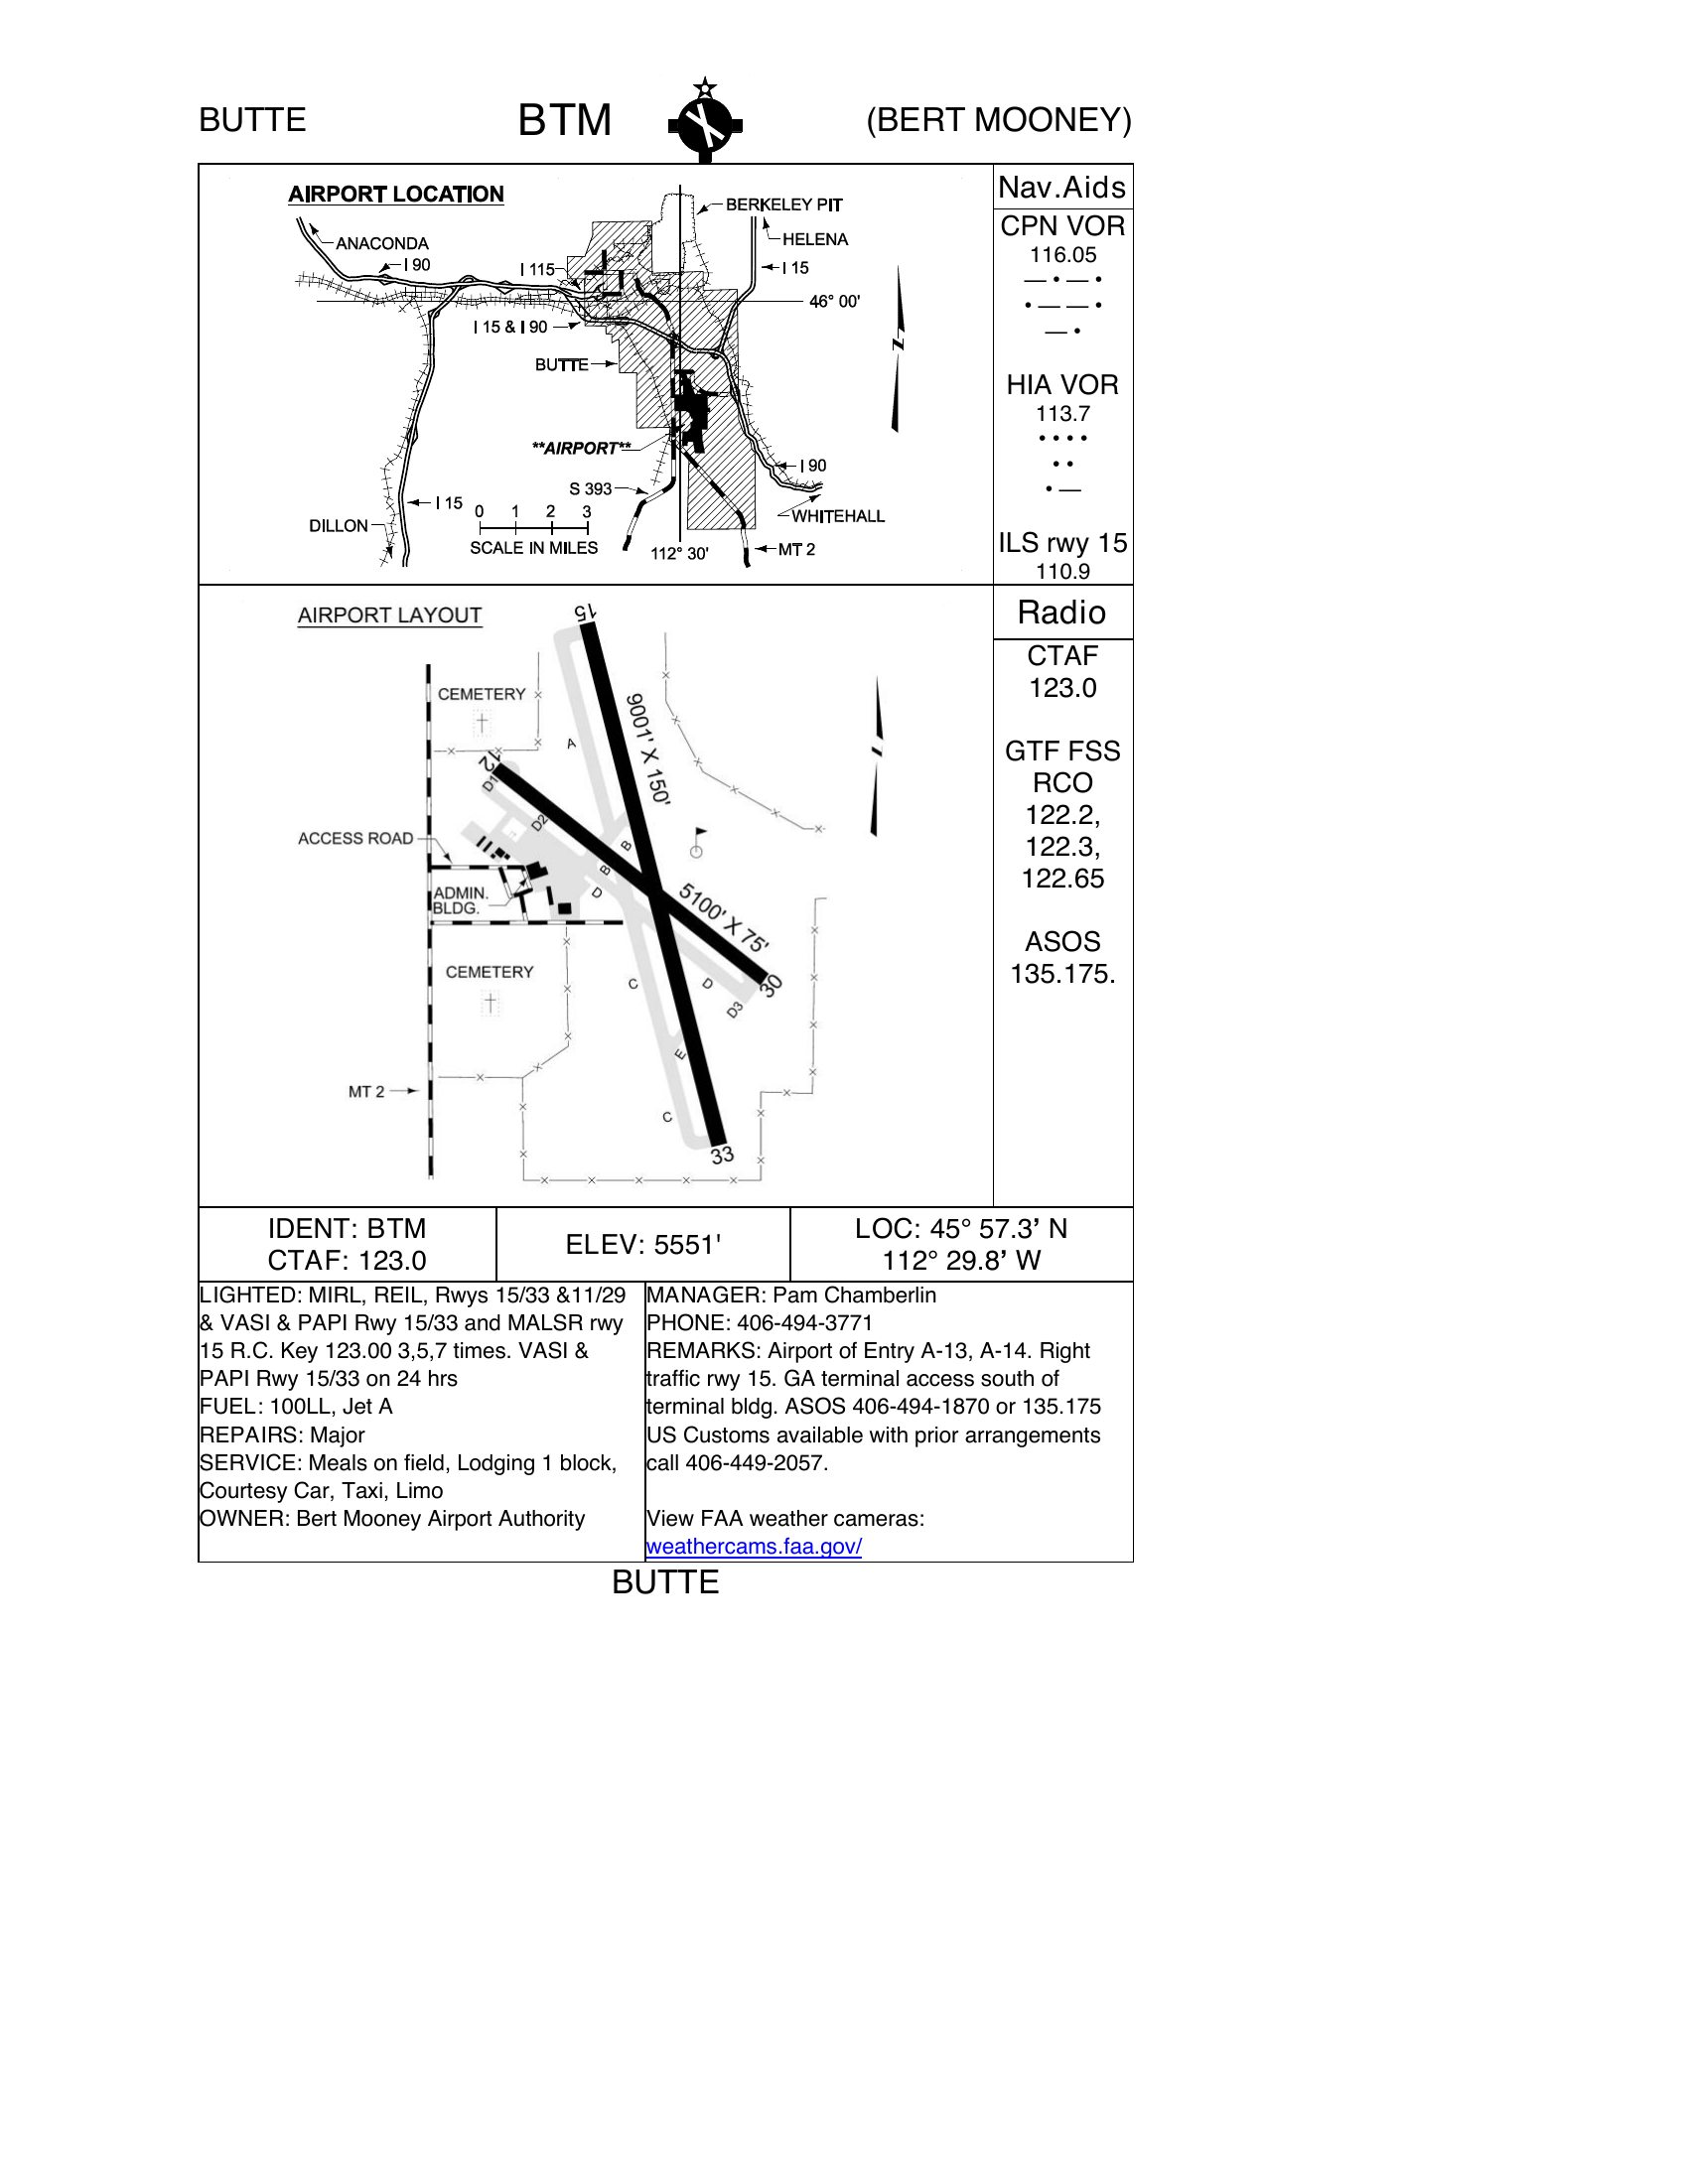 BUTTE BTM (BERT MOONEY)
AIRPORT LOCATION
BERKELEY PIT
ANACONDA
HELENA
I 90
I 115
I 15
46° 00'
I 15 & I 90
BUTTE
N
**AIRPORT**
I 90
S 393
I 15
0 1 2 3
WHITEHALL
DILLON
SCALE IN MILES
112° 30'
MT 2
Nav.Aids
CPN VOR
116.05
— • — •
• — — •
— •
HIA VOR
113.7
• • • •
• •
• —
ILS rwy 15
110.9
AIRPORT LAYOUT
15
CEMETERY
9001' X 150'
A
12
D1
D2
ACCESS ROAD
B
B
D
ADMIN.
BLDG.
5100' X 75'
CEMETERY
C
D
30
D3
E
MT 2
C
33
Radio
CTAF
123.0
GTF FSS
RCO
122.2,
122.3,
122.65
ASOS
135.175.
IDENT: BTM
CTAF: 123.0
ELEV: 5551'
LOC: 45° 57.3’ N
112° 29.8’ W
LIGHTED: MIRL, REIL, Rwys 15/33 &11/29
& VASI & PAPI Rwy 15/33 and MALSR rwy
15 R.C. Key 123.00 3,5,7 times. VASI &
PAPI Rwy 15/33 on 24 hrs
FUEL: 100LL, Jet A
REPAIRS: Major
SERVICE: Meals on field, Lodging 1 block,
Courtesy Car, Taxi, Limo
OWNER: Bert Mooney Airport Authority
MANAGER: Pam Chamberlin
PHONE: 406-494-3771
REMARKS: Airport of Entry A-13, A-14. Right
traffic rwy 15. GA terminal access south of
terminal bldg. ASOS 406-494-1870 or 135.175
US Customs available with prior arrangements
call 406-449-2057.
View FAA weather cameras:
weathercams.faa.gov/
BUTTE